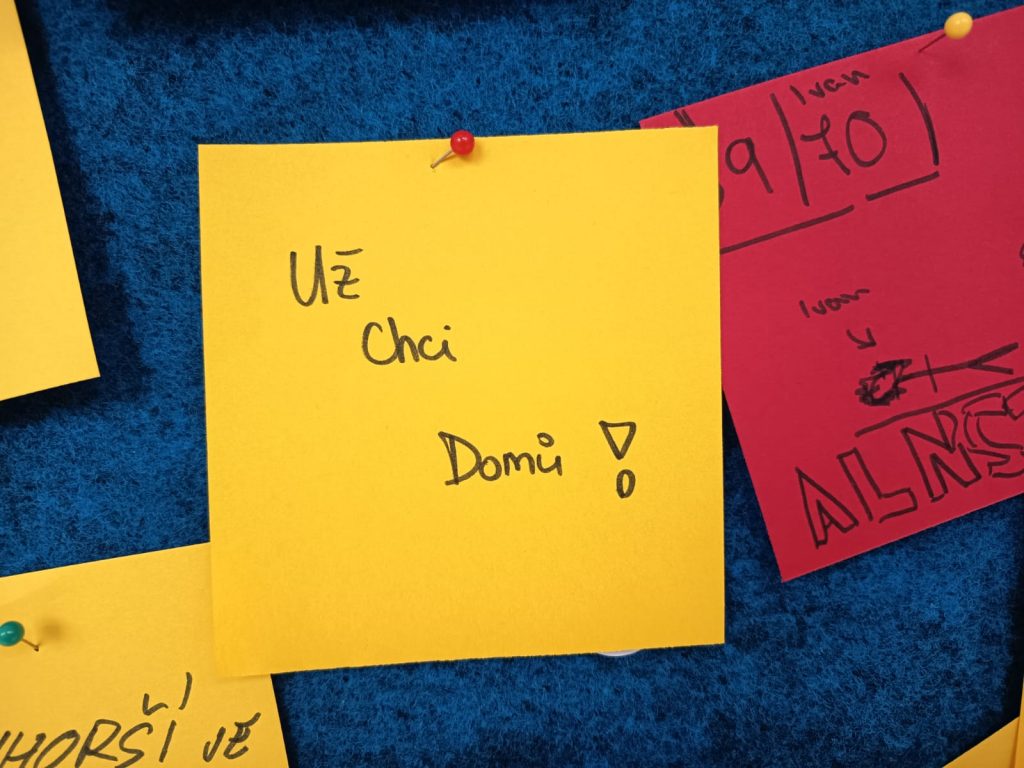 Už
Chci
Domů !
Ivan
9/70
Ivan
ALNS
HORŠÍ JE